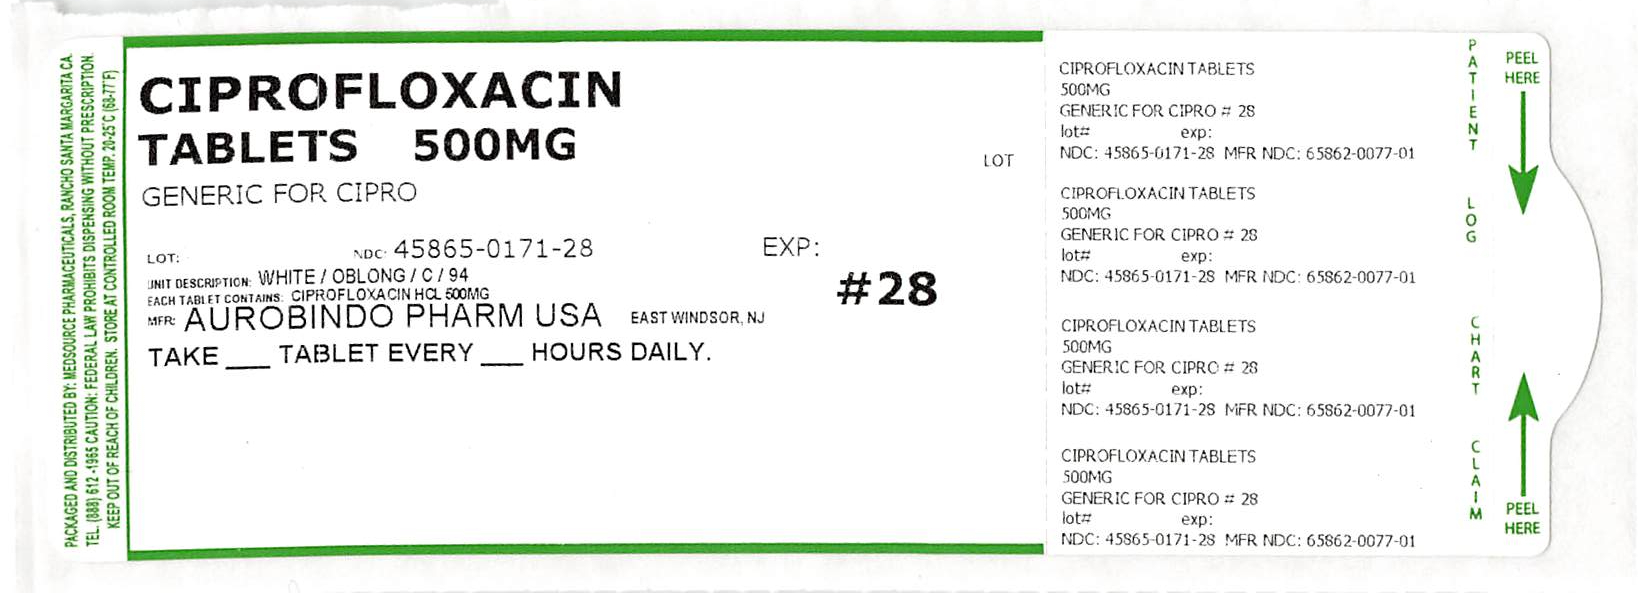 PACKAGED AND DISTRIBUTED BY: MEDSOURCE PHARMACEUTICALS, RANCHO SANTA MARGARITA CA.
TEL. (888) 612 -1965 CAUTION: FEDERAL LAW PROHIBITS DISPENSING WITHOUT PRESCRIPTION.
KEEP OUT OF REACH OF CHILDREN. STORE AT CONTROLLED ROOM TEMP. 20-25°C (68-77°F)
CIPROFLOXACIN
TABLETS 500MG
GENERIC FOR CIPRO
LOT
LOT: NDC: 45865-0171-28 EXP:
UNIT DESCRIPTION: WHITE / OBLONG / C / 94
EACH TABLET CONTAINS: CIPROFLOXACIN HCL 500MG
#28
MFR: AUROBINDO PHARM USA EAST WINDSOR, NJ
TAKE ___ TABLET EVERY ___ HOURS DAILY.
CIPROFLOXACIN TABLETS
500MG
GENERIC FOR CIPRO # 28
lot# exp:
NDC: 45865-0171-28 MFR NDC: 65862-0077-01
PATIENT
CIPROFLOXACIN TABLETS
500MG
GENERIC FOR CIPRO # 28
lot# exp:
NDC: 45865-0171-28 MFR NDC: 65862-0077-01
LOG
CIPROFLOXACIN TABLETS
500MG
GENERIC FOR CIPRO # 28
lot# exp:
NDC: 45865-0171-28 MFR NDC: 65862-0077-01
CHART
CIPROFLOXACIN TABLETS
500MG
GENERIC FOR CIPRO # 28
lot# exp:
NDC: 45865-0171-28 MFR NDC: 65862-0077-01
CLAIM
PEEL
HERE
PEEL
HERE